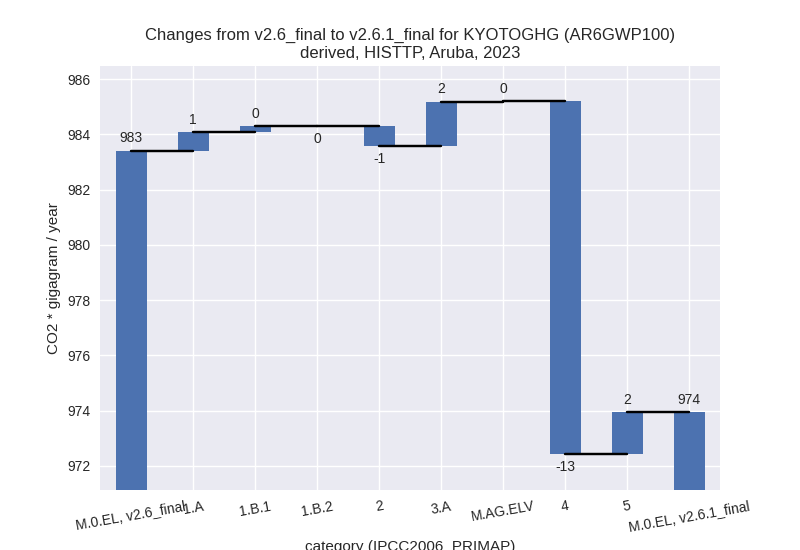 Changes from v2.6_final to v2.6.1_final for KYOTOGHG (AR6GWP100)
derived, HISTTP, Aruba, 2023
CO2 * gigagram / year
986
984
982
980
978
976
974
972
983
1
0
0
-1
2
0
-13
2
974
M.0.EL, v2.6_final
1.A
1.B.1
1.B.2
2
3.A
M.AG.ELV
4
5
M.0.EL, v2.6.1_final
category (IPCC2006_PRIMAP)